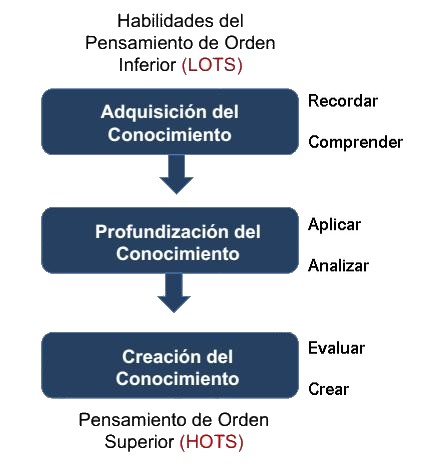 Habilidades del
Pensamiento de Orden
Inferior (LOTS)
Adquisición del
Conocimiento
Recordar
Comprender
Profundización del
Conocimiento
Aplicar
Analizar
Creación del
Conocimiento
Evaluar
Crear
Pensamiento de Orden
Superior (HOTS)